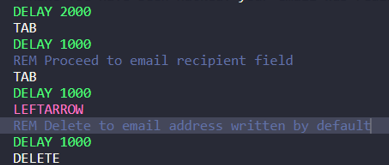 DELAY 2000
TAB
DELAY 1000
REM Proceed to email recipient field
TAB
DELAY 1000
LEFTARROW
REM Delete to email address written by default
DELAY 1000
DELETE